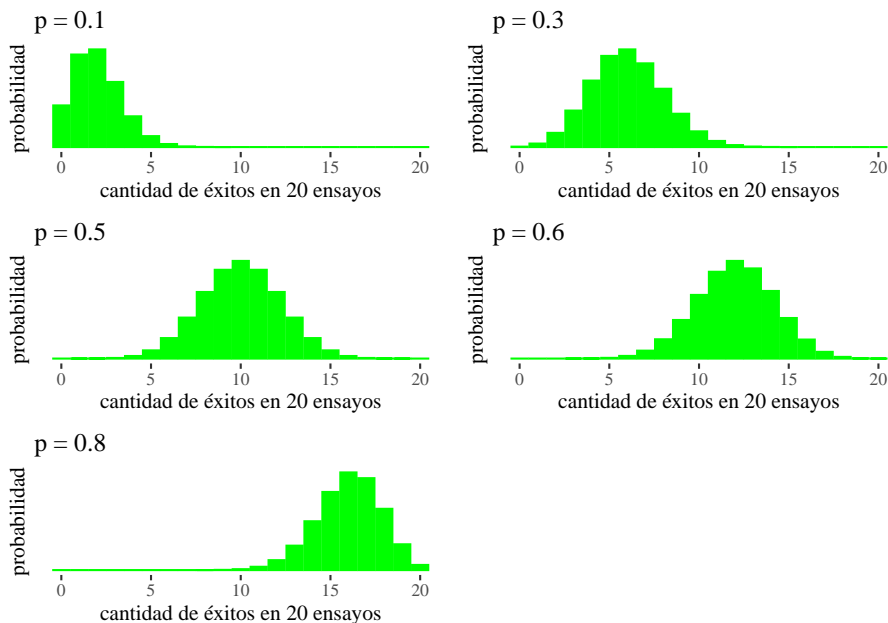 p = 0.1
probabilidad
0 5 10 15 20
cantidad de éxitos en 20 ensayos
p = 0.3
probabilidad
0 5 10 15 20
cantidad de éxitos en 20 ensayos
p = 0.5
probabilidad
0 5 10 15 20
cantidad de éxitos en 20 ensayos
p = 0.6
probabilidad
0 5 10 15 20
cantidad de éxitos en 20 ensayos
p = 0.8
probabilidad
0 5 10 15 20
cantidad de éxitos en 20 ensayos